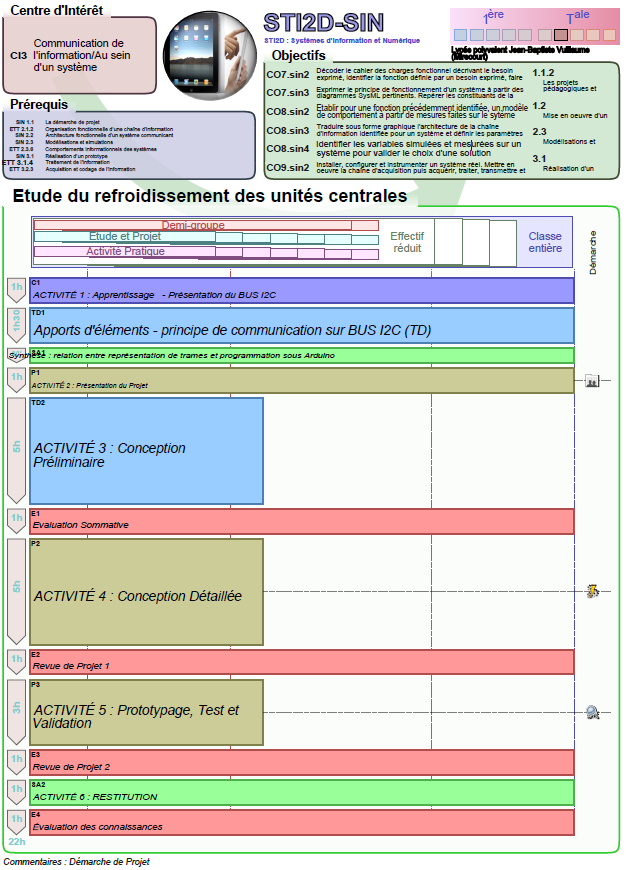 Centre d'Intérêt
CI3
Communication de
l'information/Au sein
d'un système
STI2D-SIN
STI2D : Systèmes d'Information et Numérique
1ère
Tale
Lycée polyvalent Jean-Baptiste Vuillaume
(Mirecourt)
Objectifs
CO7.sin2 Décoder le cahier des charges fonctionnel décrivant le besoin
exprimé, identifier la fonction définie par un besoin exprimé, faire
CO7.sin3 Exprimer le principe de fonctionnement d'un système à partir des
diagrammes SysML pertinents. Repérer les constituants de la
CO8.sin2 Etablir pour une fonction précédemment identifiée, un modèle
de comportement à partir de mesures faites sur le sytème
CO8.sin3 Traduire sous forme graphique l'architecture de la chaîne
d'information identifiée pour un système et définir les paramètres
CO8.sin4 Identifier les variables simulées et mesurées sur un
système pour valider le choix d'une solution
CO9.sin2 Installer, configurer et instrumenter un système réel. Mettre en
oeuvre la chaîne d'acquisition puis acquérir, traiter, transmettre et
1.1.2
Les projets
pédagogiques et
1.2
Mise en oeuvre d'un
2.3
Modélisations et
3.1
Réalisation d'un
Prérequis
SIN 1.1 La démarche de projet
ETT 2.1.2 Organisation fonctionnelle d'une chaîne d'information
SIN 2.2 Architecture fonctionnelle d'un système communicant
SIN 2.3 Modélisations et simulations
ETT 2.3.6 Comportements informationnels des systèmes
SIN 3.1 Réalisation d'un prototype
ETT 3.1.4 Traitement de l'information
ETT 3.2.3 Acquisition et codage de l'information
Etude du refroidissement des unités centrales
Demi-groupe
Etude et Projet
Activité Pratique
Effectif
réduit
Classe
entière
Démarche
1h
C1
ACTIVITÉ 1 : Apprentissage - Présentation du BUS I2C
1h30
TD1
Apports d'éléments - principe de communication sur BUS I2C (TD)
SA1
Synthèse : relation entre représentation de trames et programmation sous Arduino
1h
P1
ACTIVITÉ 2 : Présentation du Projet
5h
TD2
ACTIVITÉ 3 : Conception
Préliminaire
1h
E1
Evaluation Sommative
5h
P2
ACTIVITÉ 4 : Conception Détaillée
1h
E2
Revue de Projet 1
3h
P3
ACTIVITÉ 5 : Prototypage, Test et
Validation
1h
E3
Revue de Projet 2
1h
SA2
ACTIVITÉ 6 : RESTITUTION
1h
E4
Évaluation des connaissances
22h
Commentaires : Démarche de Projet